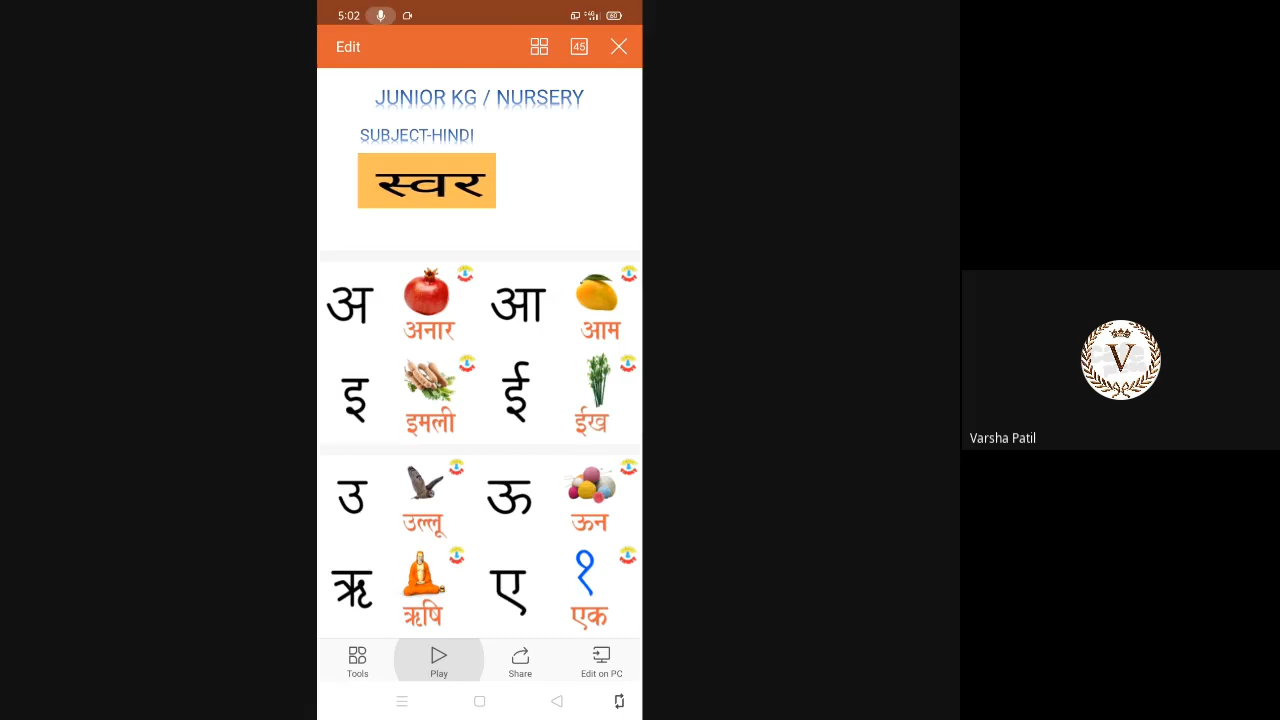 5:02
60
Edit
45
JUNIOR KG / NURSERY
SUBJECT-HINDI
स्वर
अ आ
अनार आम
इ ई
इमली ईख
उ ऊ
उल्लू ऊन
ऋ ए १
ऋषि एक
Tools Play Share Edit on PC
V
Varsha Patil